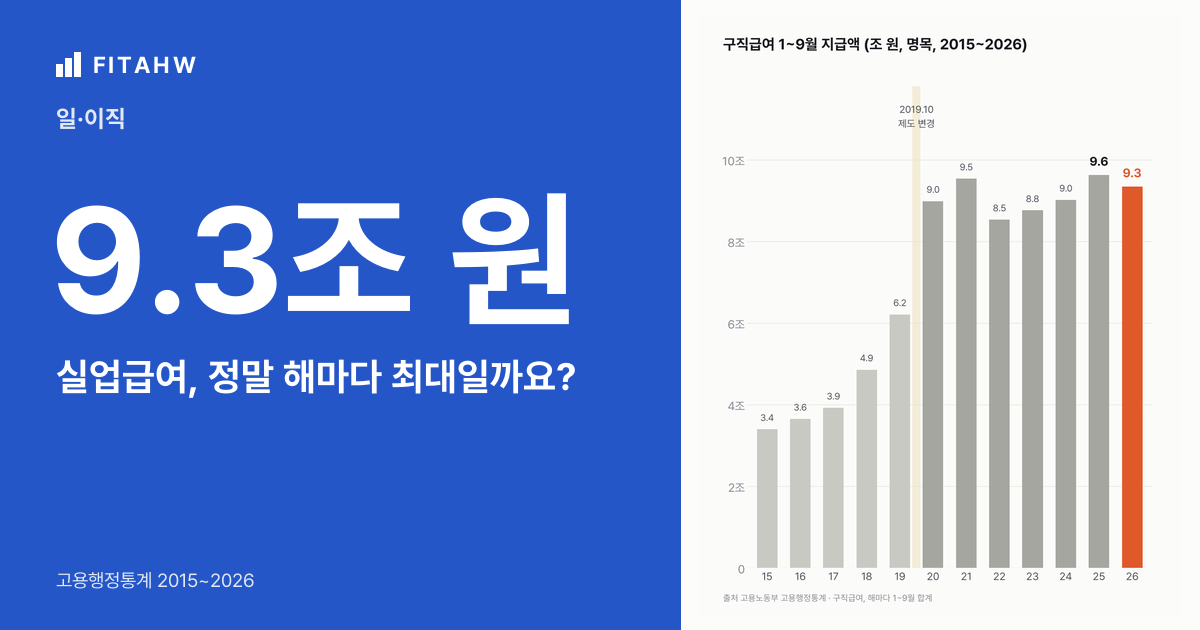 FITAHW
일·이직
9.3조 원
실업급여, 정말 해마다 최대일까요?
고용행정통계 2015~2026
구직급여 1~9월 지급액 (조 원, 명목, 2015~2026)
2019.10
제도 변경
10조
8조
6조
4조
2조
0
3.4
3.6
3.9
4.9
6.2
9.0
9.5
8.5
8.8
9.0
9.6
9.3
15 16 17 18 19 20 21 22 23 24 25 26
출처 고용노동부 고용행정통계 · 구직급여, 해마다 1~9월 합계